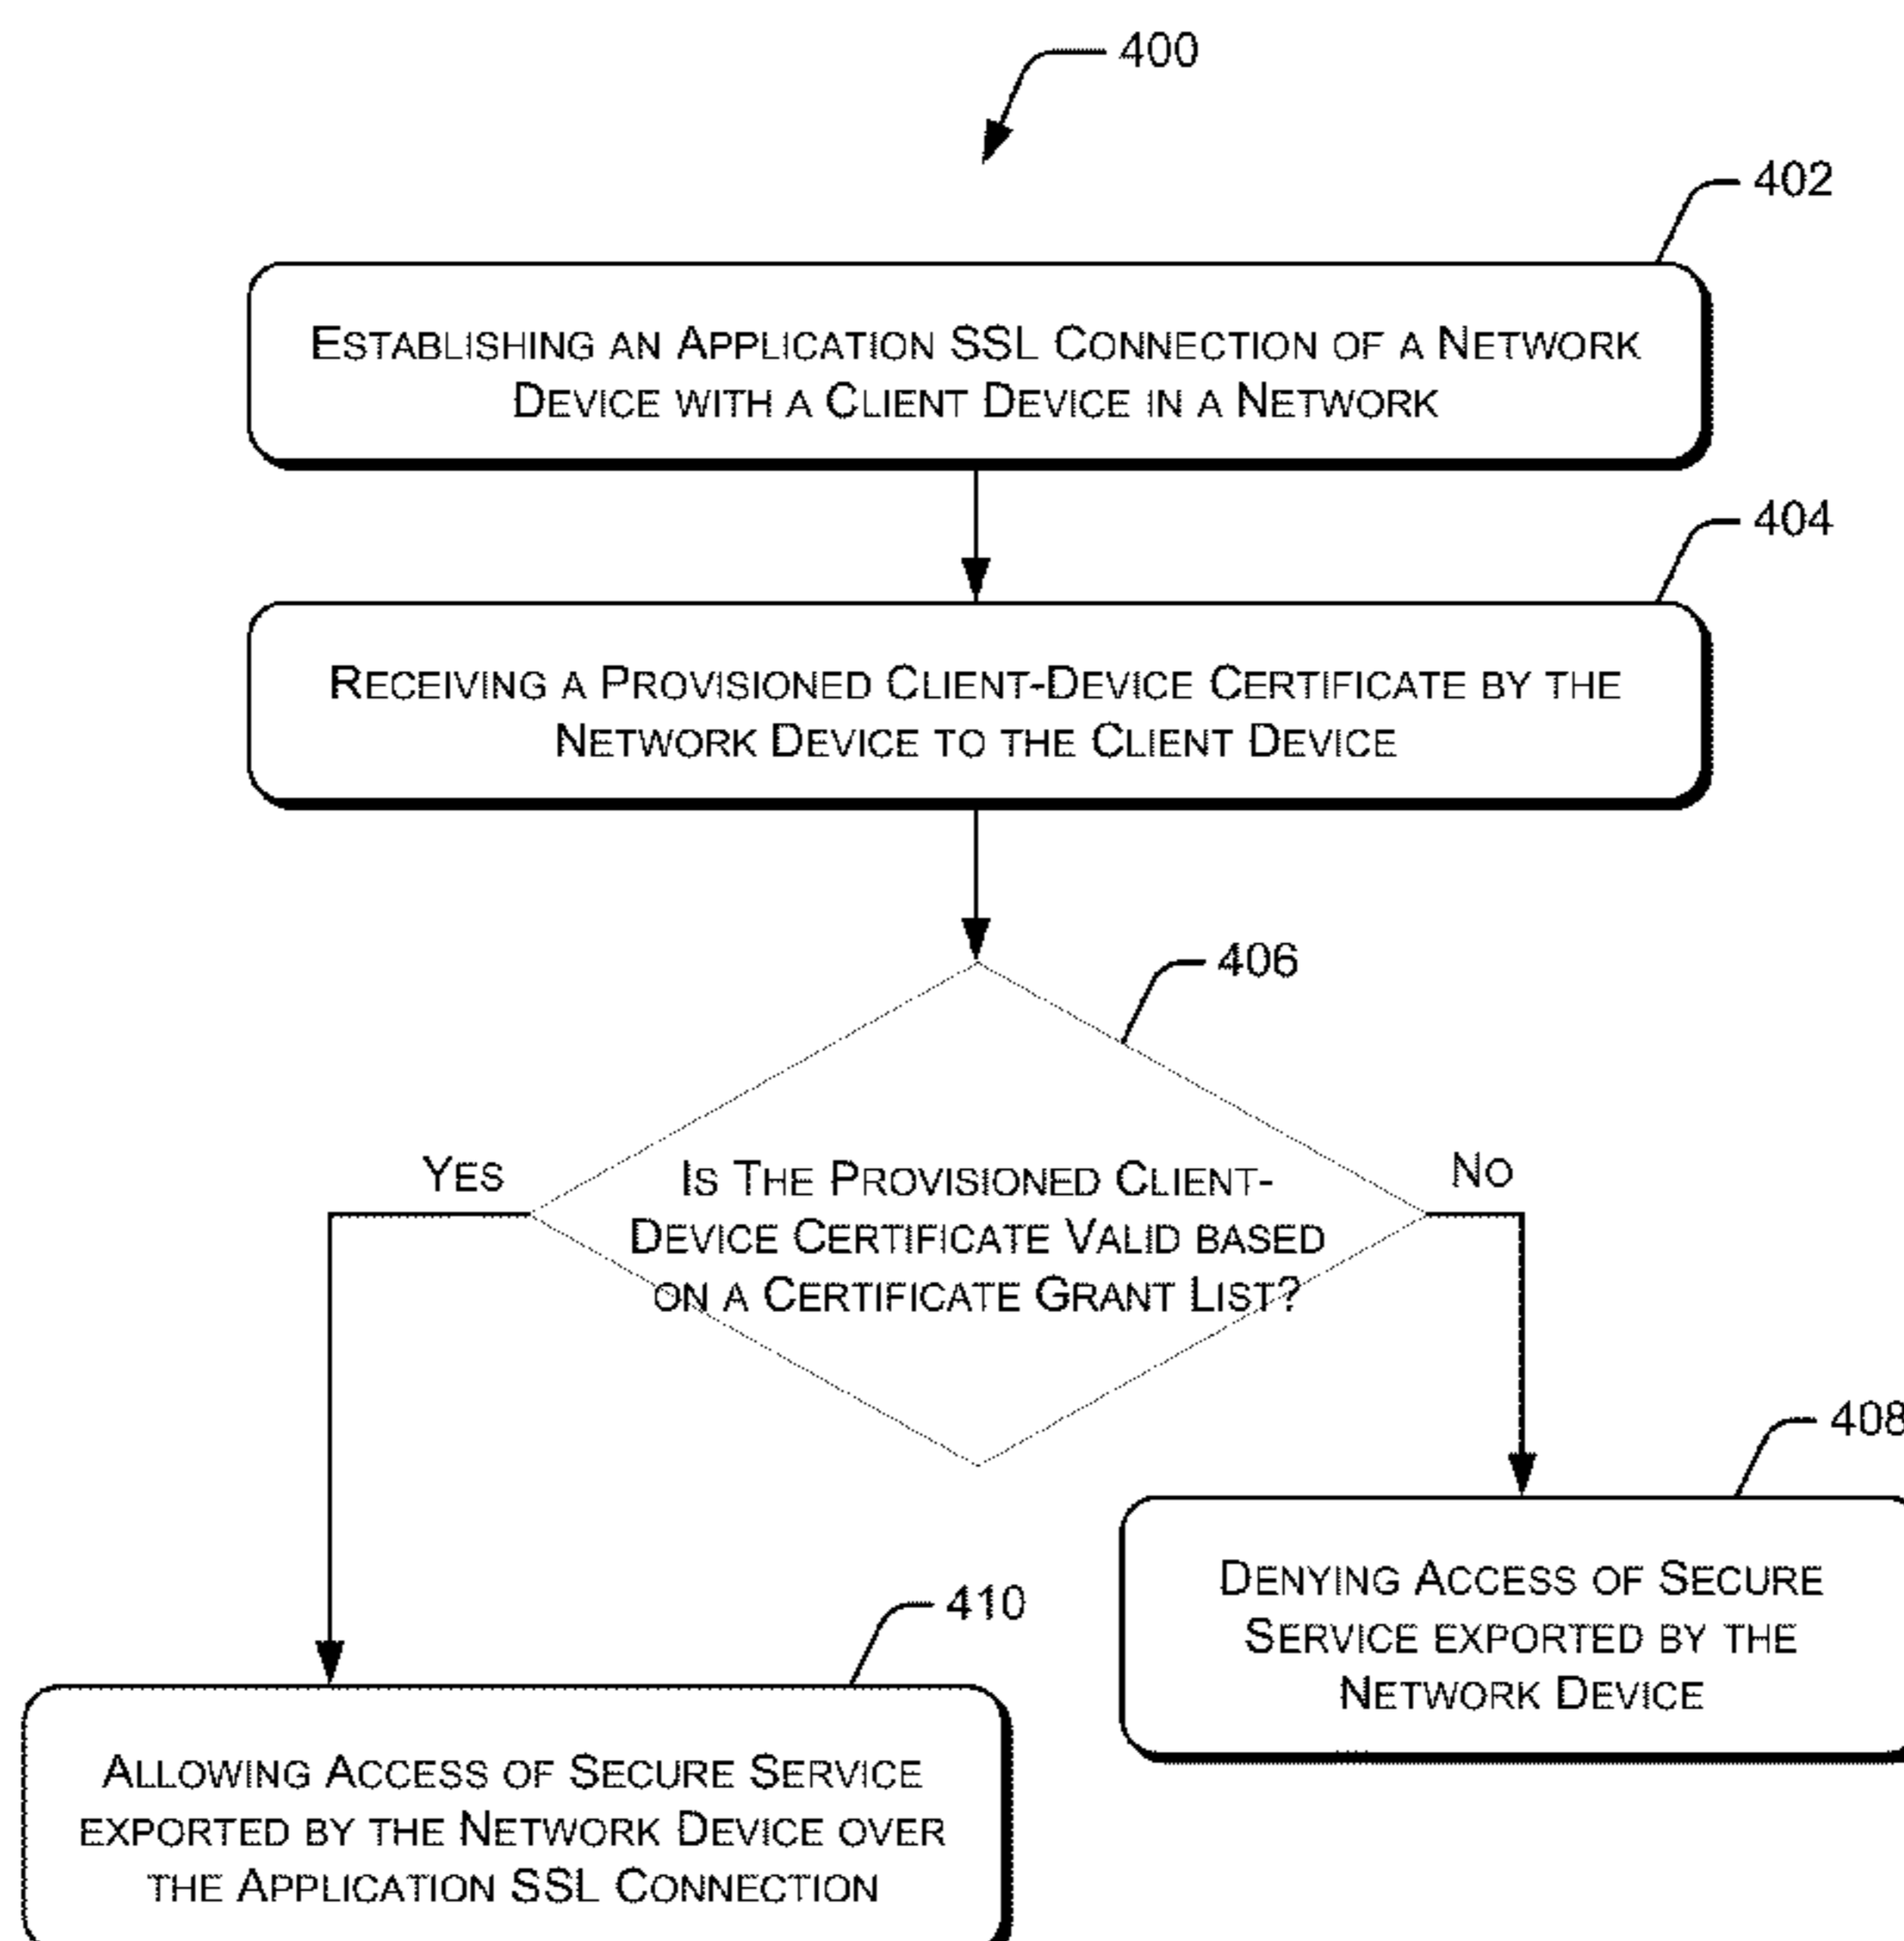 400
402
ESTABLISHING AN APPLICATION SSL CONNECTION OF A NETWORK
DEVICE WITH A CLIENT DEVICE IN A NETWORK
404
RECEIVING A PROVISIONED CLIENT-DEVICE CERTIFICATE BY THE
NETWORK DEVICE TO THE CLIENT DEVICE
406
YES
IS THE PROVISIONED CLIENT-
DEVICE CERTIFICATE VALID BASED
ON A CERTIFICATE GRANT LIST?
NO
408
DENYING ACCESS OF SECURE
SERVICE EXPORTED BY THE
NETWORK DEVICE
410
ALLOWING ACCESS OF SECURE SERVICE
EXPORTED BY THE NETWORK DEVICE OVER
THE APPLICATION SSL CONNECTION